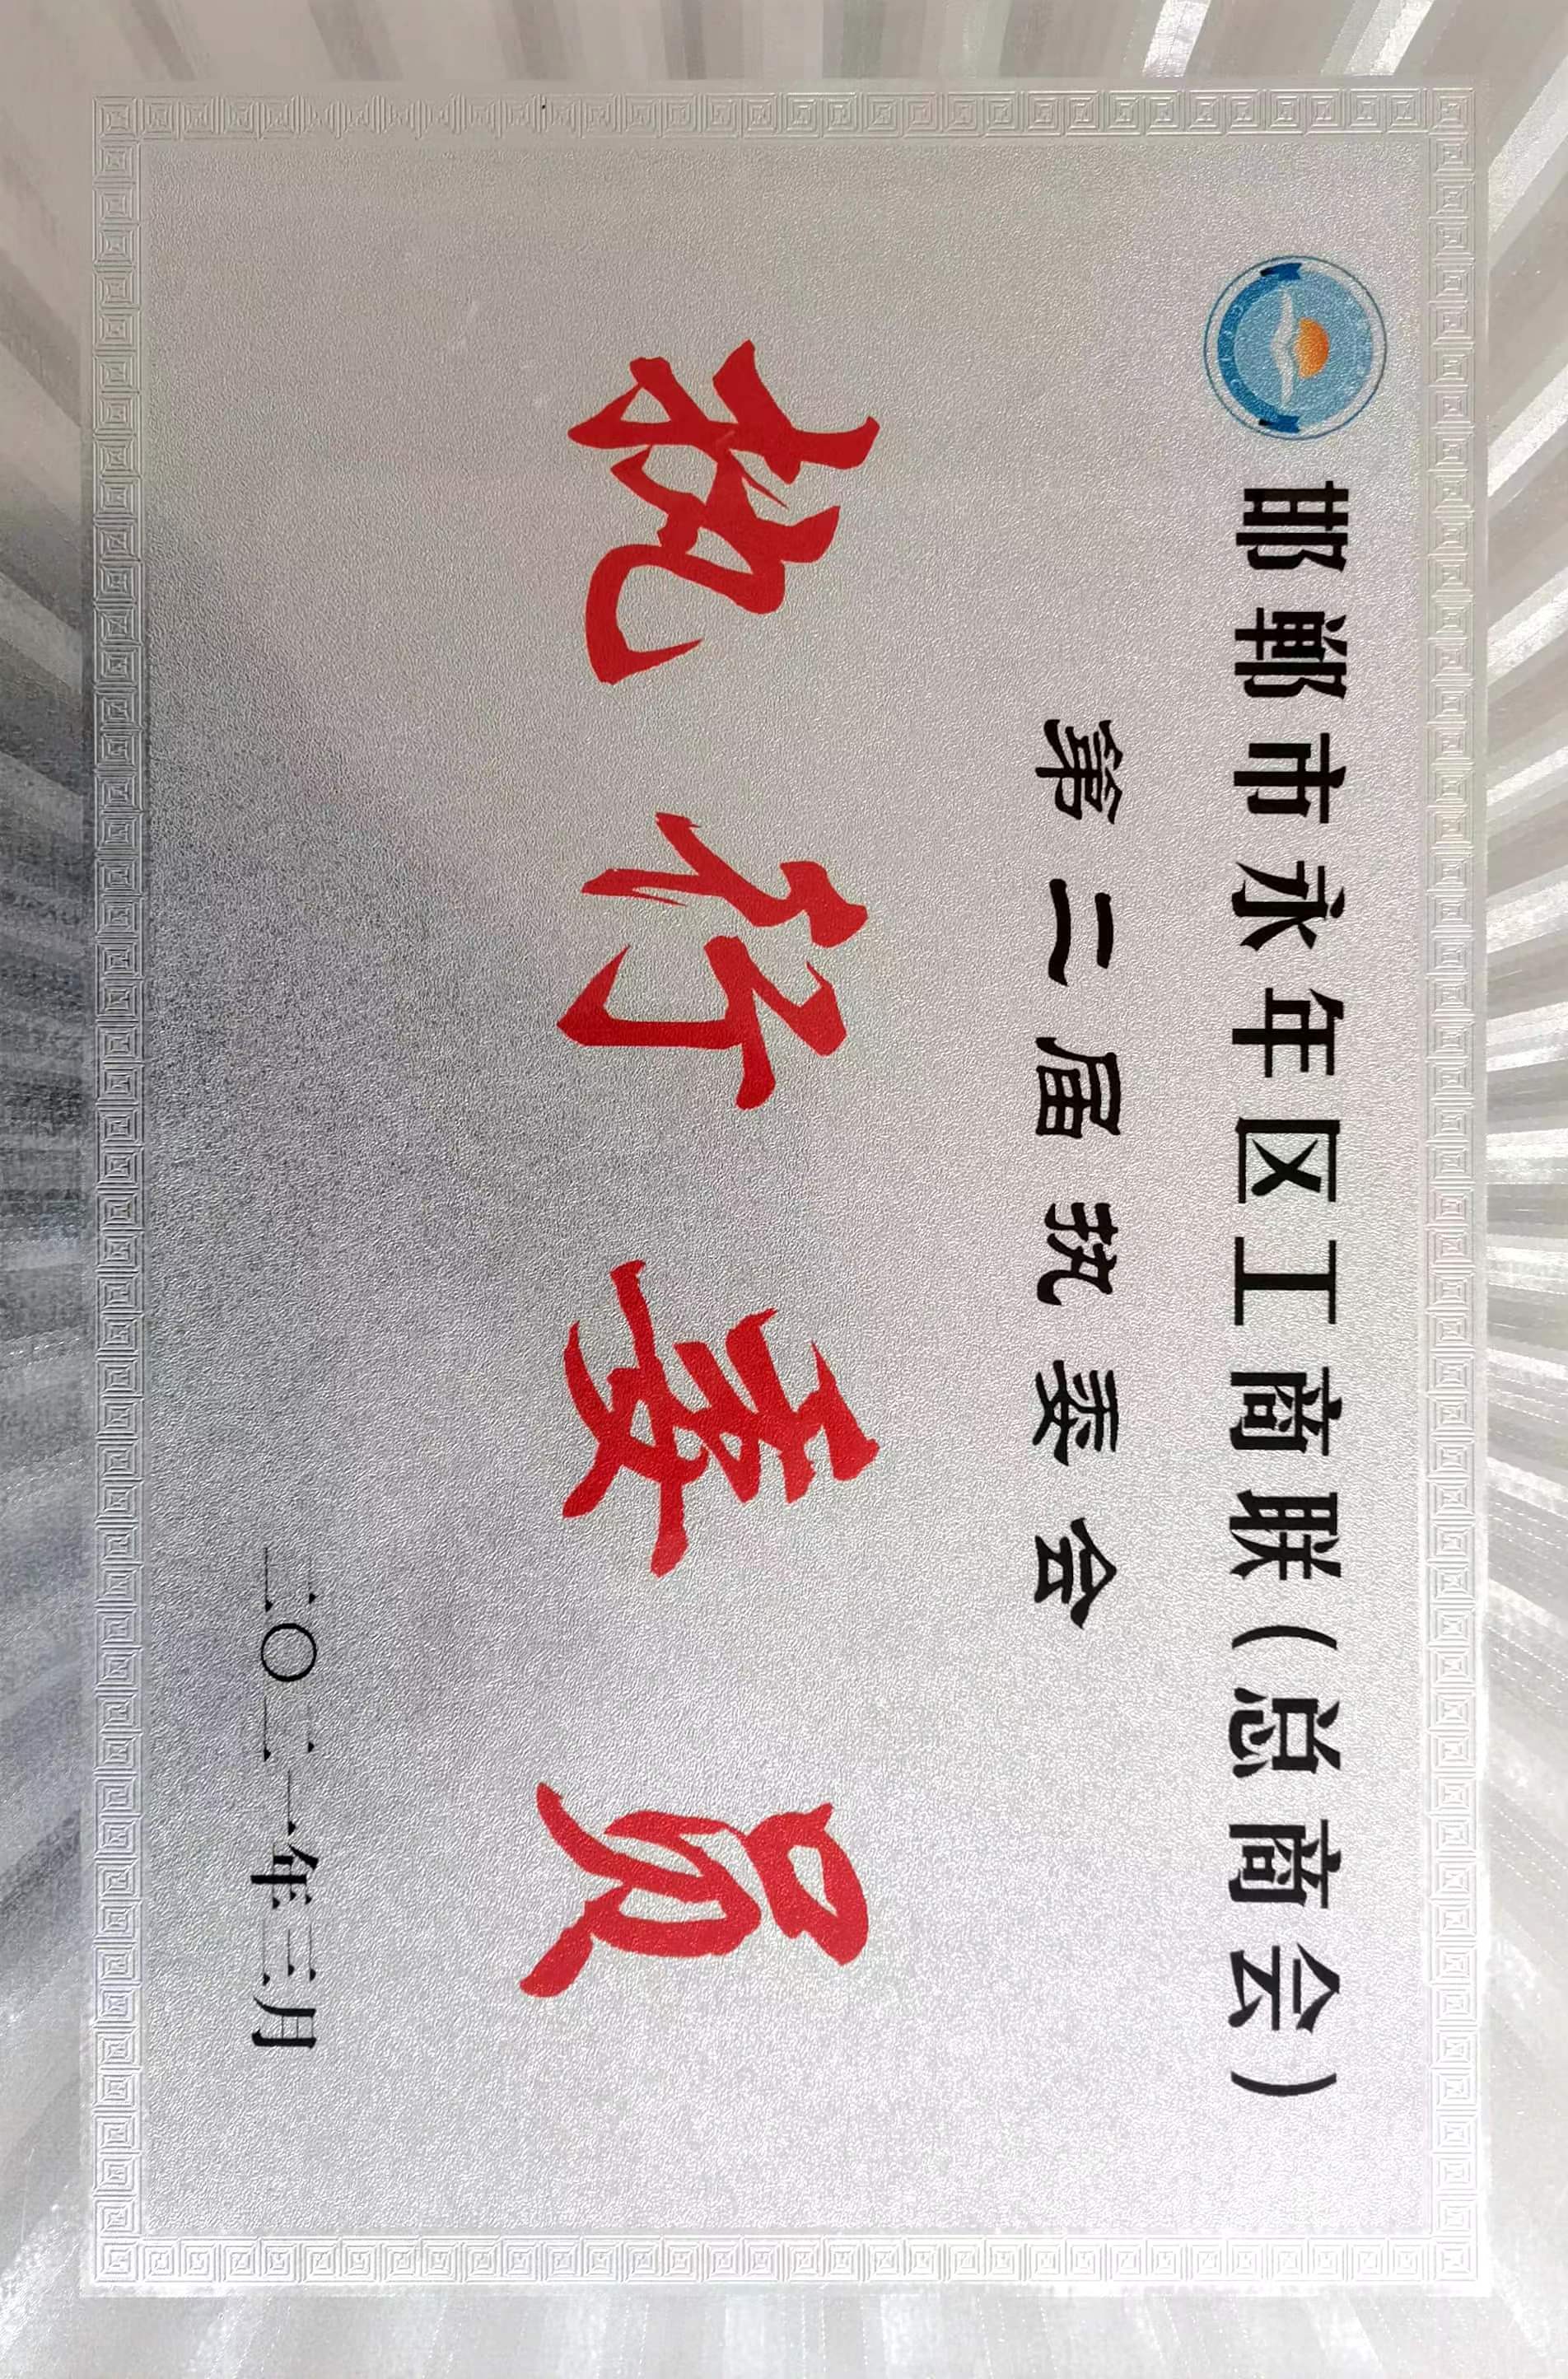 邯郸市永年区工商联(总商会)
第二届执委会
执行委员
二〇二一年三月